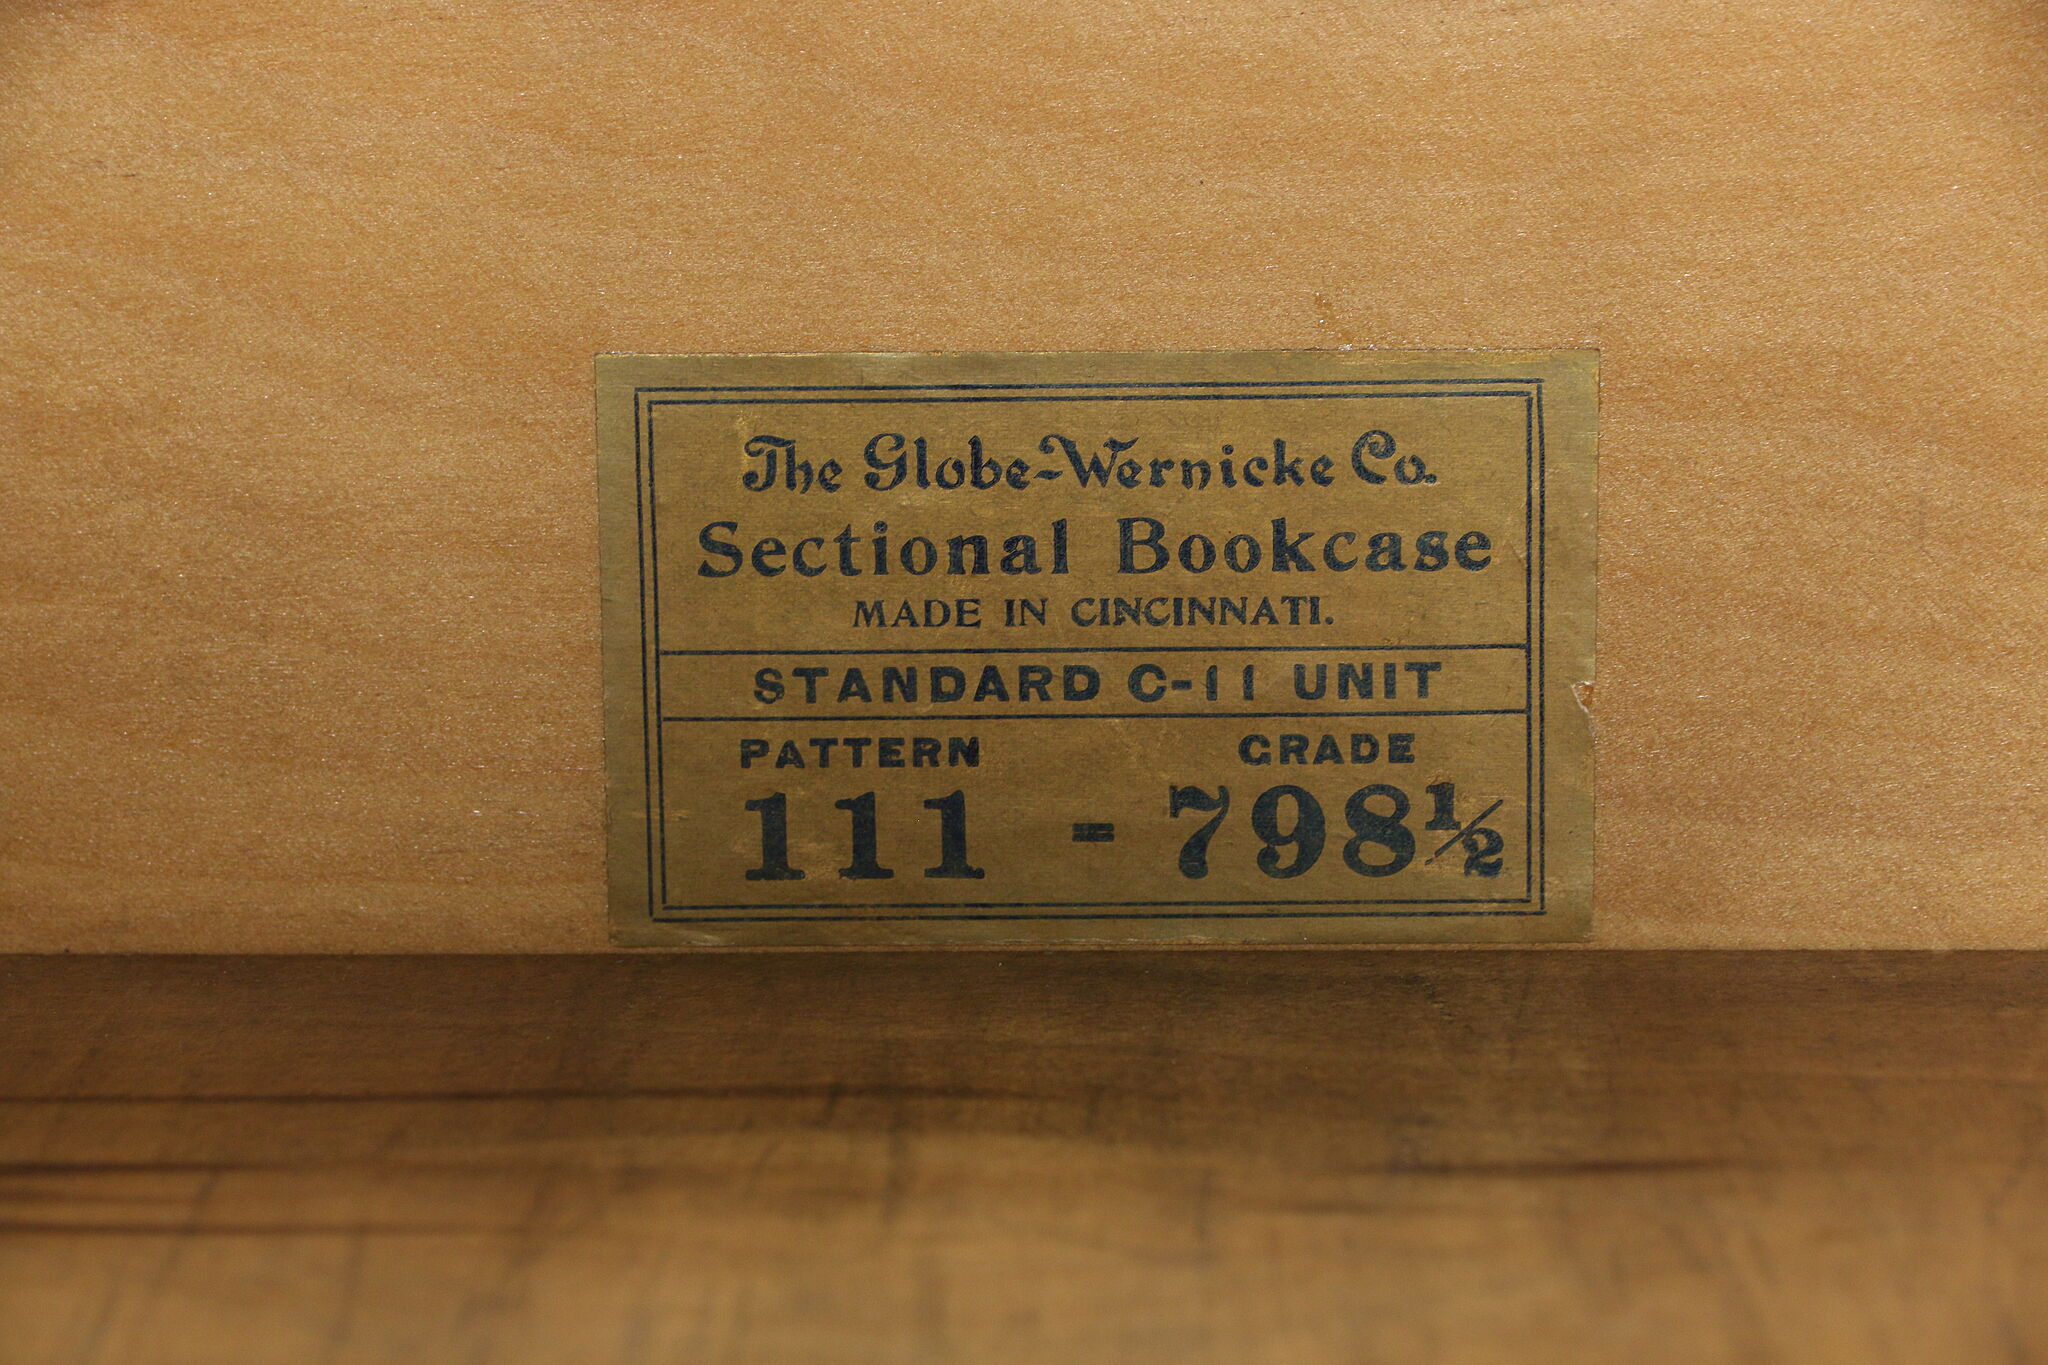 The Globe-Wernicke Co.
Sectional Bookcase
MADE IN CINCINNATI.
STANDARD C-11 UNIT
PATTERN GRADE
111 - 798½